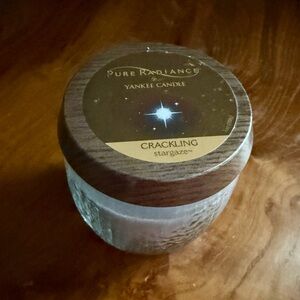 PURE RADIANCE
YANKEE CANDLE
CRACKLING
stargaze™